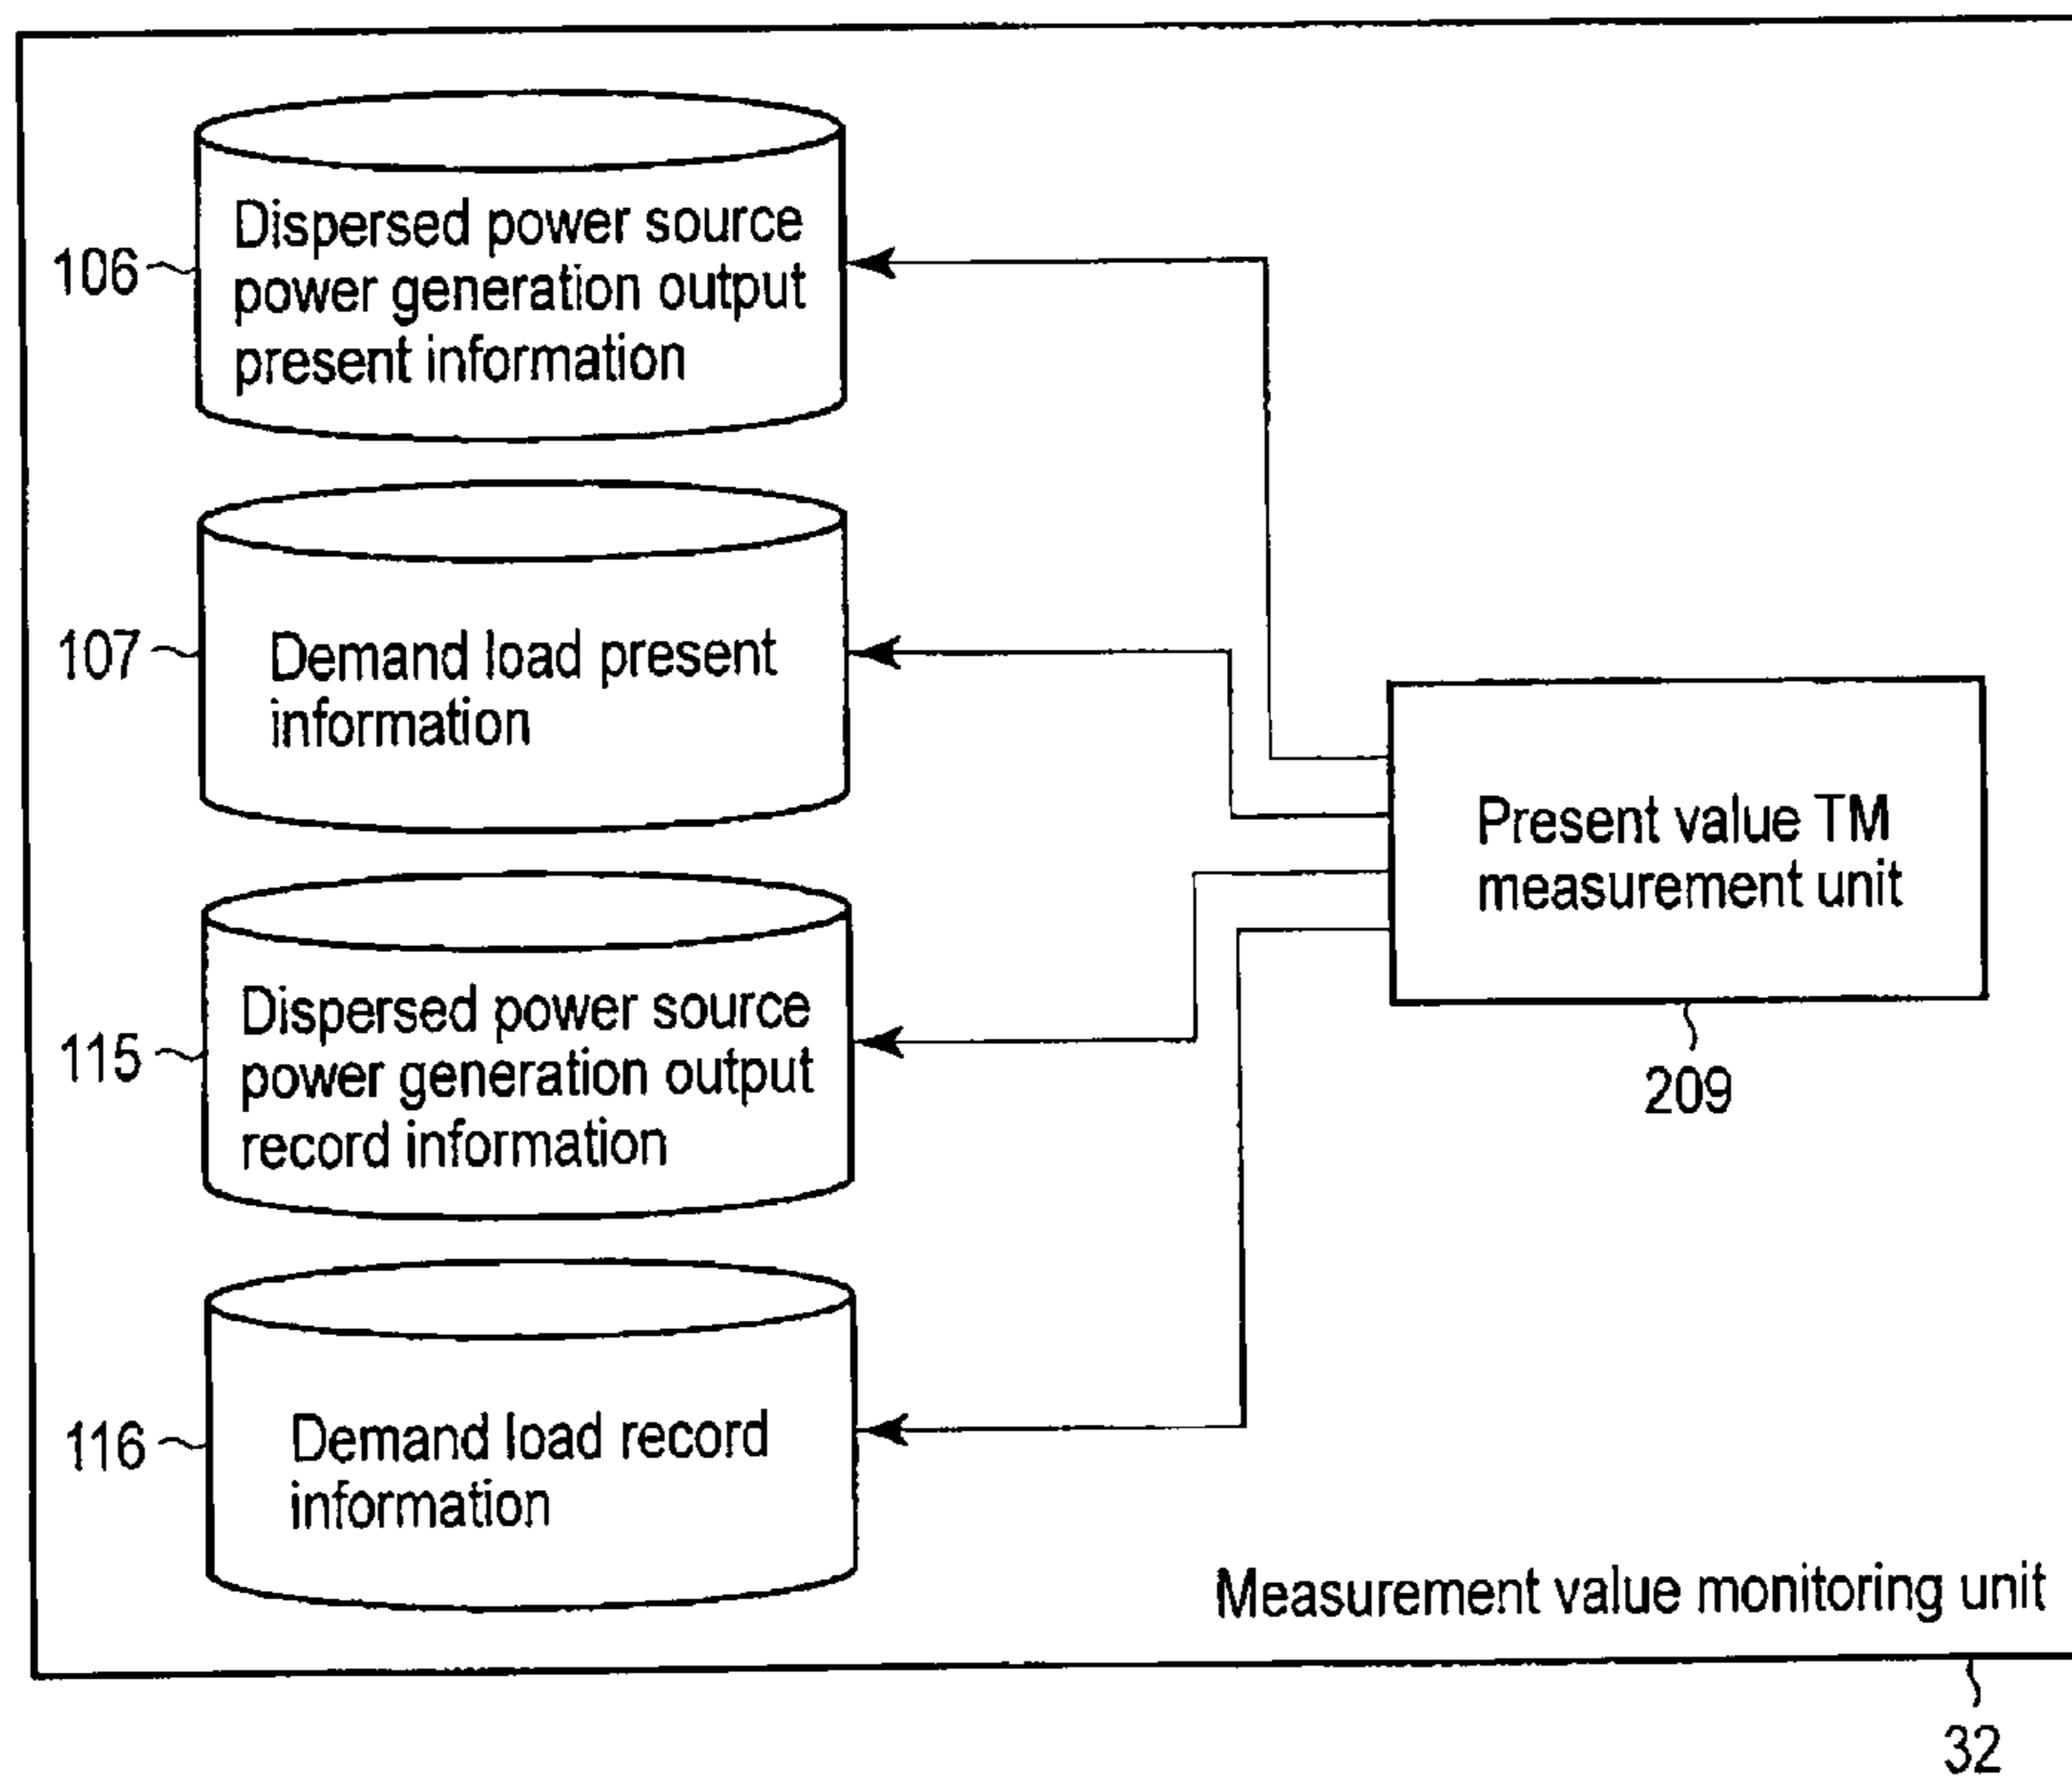 106
Dispersed power source
power generation output
present information
107
Demand load present
information
Present value TM
measurement unit
209
115
Dispersed power source
power generation output
record information
116
Demand load record
information
Measurement value monitoring unit
32